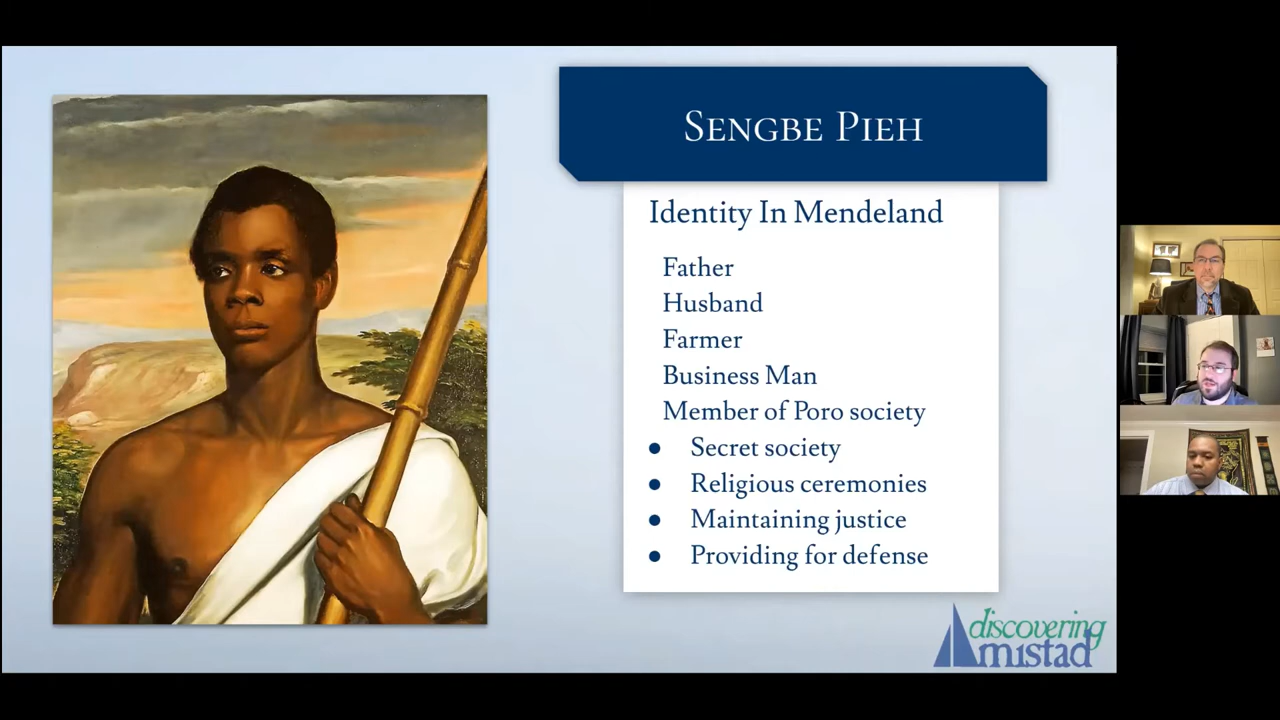 SENGBE PIEH
Identity In Mendeland
Father
Husband
Farmer
Business Man
Member of Poro society
● Secret society
● Religious ceremonies
● Maintaining justice
● Providing for defense
discovering
mistad